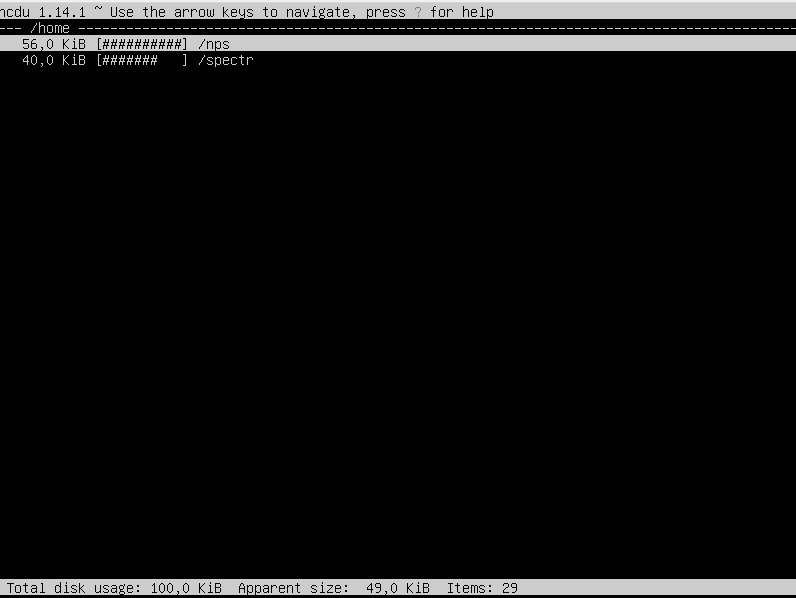 ncdu 1.14.1 ~ Use the arrow keys to navigate, press ? for help
--- /home ----------------------------------------------------------------------------------------
56,0 KiB [##########] /nps
40,0 KiB [#######   ] /spectr
Total disk usage: 100,0 KiB  Apparent size:  49,0 KiB  Items: 29